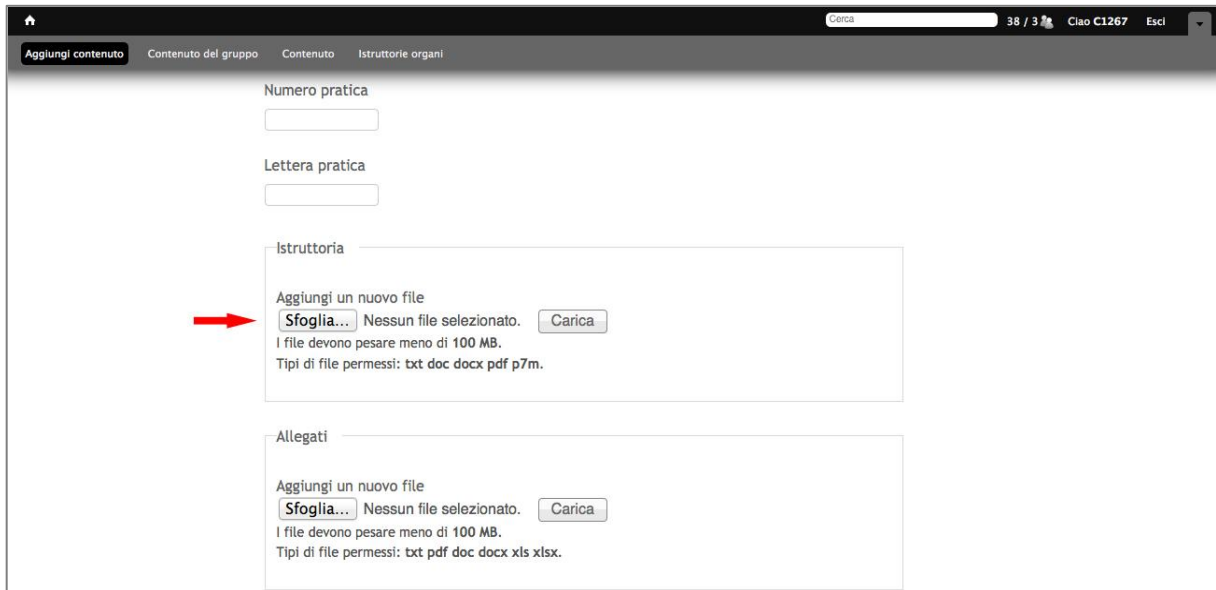 Cerca
38 / 3
Ciao C1267
Esci
Aggiungi contenuto
Contenuto del gruppo
Contenuto
Istruttorie organi
Numero pratica
Lettera pratica
Istruttoria
Aggiungi un nuovo file
Sfoglia... Nessun file selezionato. Carica
I file devono pesare meno di 100 MB.
Tipi di file permessi: txt doc docx pdf p7m.
Allegati
Aggiungi un nuovo file
Sfoglia... Nessun file selezionato. Carica
I file devono pesare meno di 100 MB.
Tipi di file permessi: txt pdf doc docx xls xlsx.